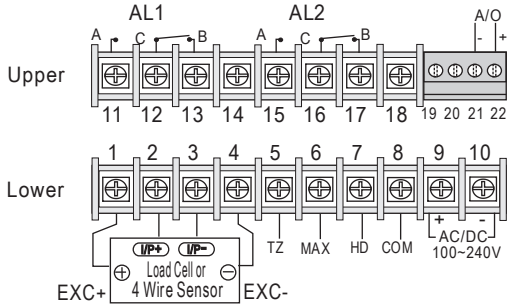 AL1 AL2 A/O
A C B A C B - +
Upper
11 12 13 14 15 16 17 18 19 20 21 22
1 2 3 4 5 6 7 8 9 10
Lower
I/P+ I/P- TZ MAX HD COM + -
AC/DC
100~240V
Load Cell or
4 Wire Sensor
EXC+ EXC-